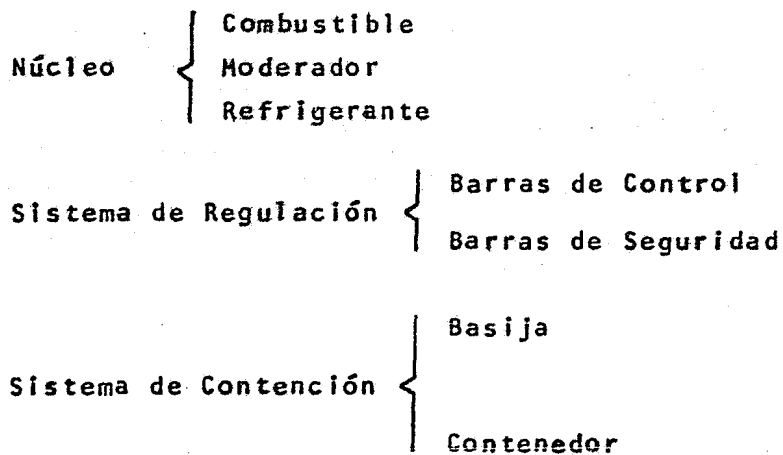 Combustible
Núcleo
Moderador
Refrigerante
Barras de Control
Sistema de Regulación
Barras de Seguridad
Basija
Sistema de Contención
Contenedor